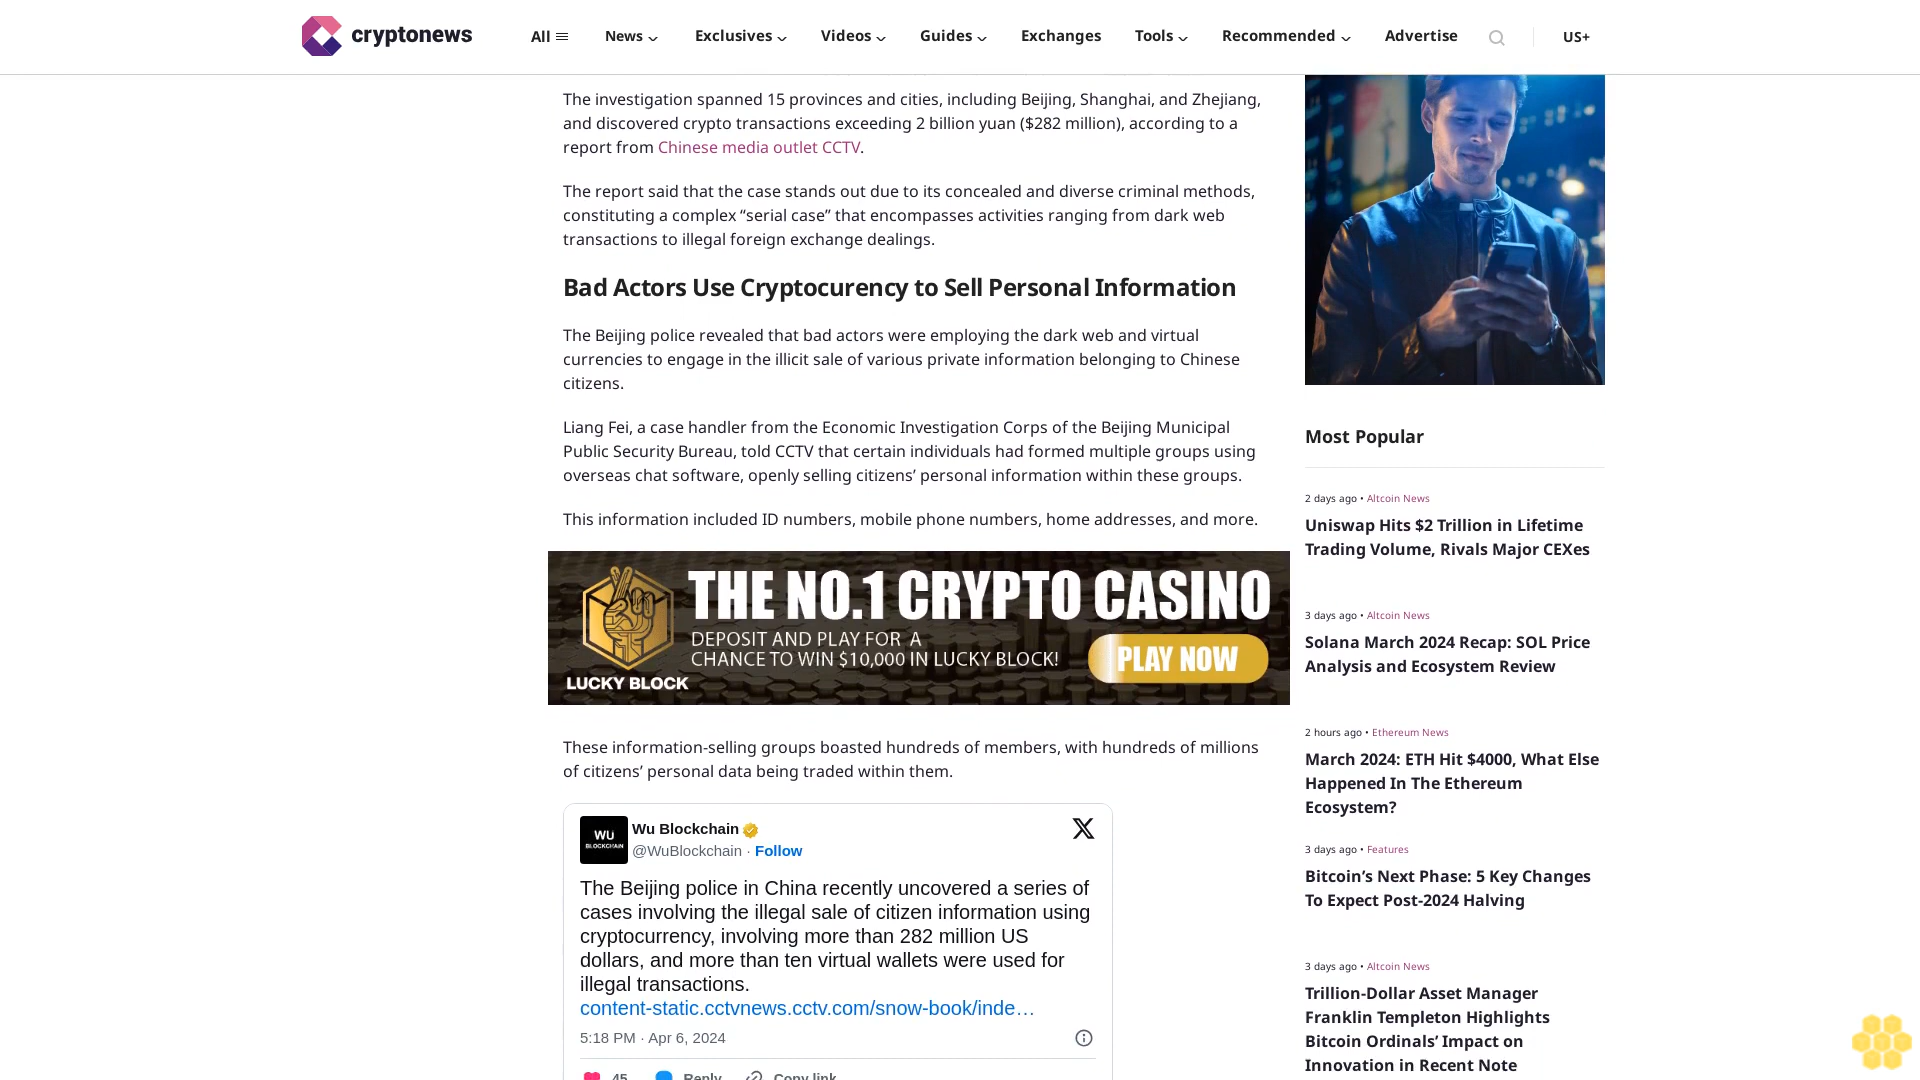 cryptonews
All
News
Exclusives
Videos
Guides
Exchanges
Tools
Recommended
Advertise
US+
The investigation spanned 15 provinces and cities, including Beijing, Shanghai, and Zhejiang,
and discovered crypto transactions exceeding 2 billion yuan ($282 million), according to a
report from Chinese media outlet CCTV.
The report said that the case stands out due to its concealed and diverse criminal methods,
constituting a complex “serial case” that encompasses activities ranging from dark web
transactions to illegal foreign exchange dealings.
Bad Actors Use Cryptocurency to Sell Personal Information
The Beijing police revealed that bad actors were employing the dark web and virtual
currencies to engage in the illicit sale of various private information belonging to Chinese
citizens.
Liang Fei, a case handler from the Economic Investigation Corps of the Beijing Municipal
Public Security Bureau, told CCTV that certain individuals had formed multiple groups using
overseas chat software, openly selling citizens’ personal information within these groups.
This information included ID numbers, mobile phone numbers, home addresses, and more.
THE NO.1 CRYPTO CASINO
DEPOSIT AND PLAY FOR A
CHANCE TO WIN $10,000 IN LUCKY BLOCK!
PLAY NOW
LUCKY BLOCK
These information-selling groups boasted hundreds of members, with hundreds of millions
of citizens’ personal data being traded within them.
WU
BLOCKCHAIN
Wu Blockchain
@WuBlockchain · Follow
The Beijing police in China recently uncovered a series of
cases involving the illegal sale of citizen information using
cryptocurrency, involving more than 282 million US
dollars, and more than ten virtual wallets were used for
illegal transactions.
content-static.cctvnews.cctv.com/snow-book/inde…
5:18 PM · Apr 6, 2024
45
Reply
Copy link
Most Popular
2 days ago • Altcoin News
Uniswap Hits $2 Trillion in Lifetime
Trading Volume, Rivals Major CEXes
3 days ago • Altcoin News
Solana March 2024 Recap: SOL Price
Analysis and Ecosystem Review
2 hours ago • Ethereum News
March 2024: ETH Hit $4000, What Else
Happened In The Ethereum
Ecosystem?
3 days ago • Features
Bitcoin’s Next Phase: 5 Key Changes
To Expect Post-2024 Halving
3 days ago • Altcoin News
Trillion-Dollar Asset Manager
Franklin Templeton Highlights
Bitcoin Ordinals’ Impact on
Innovation in Recent Note